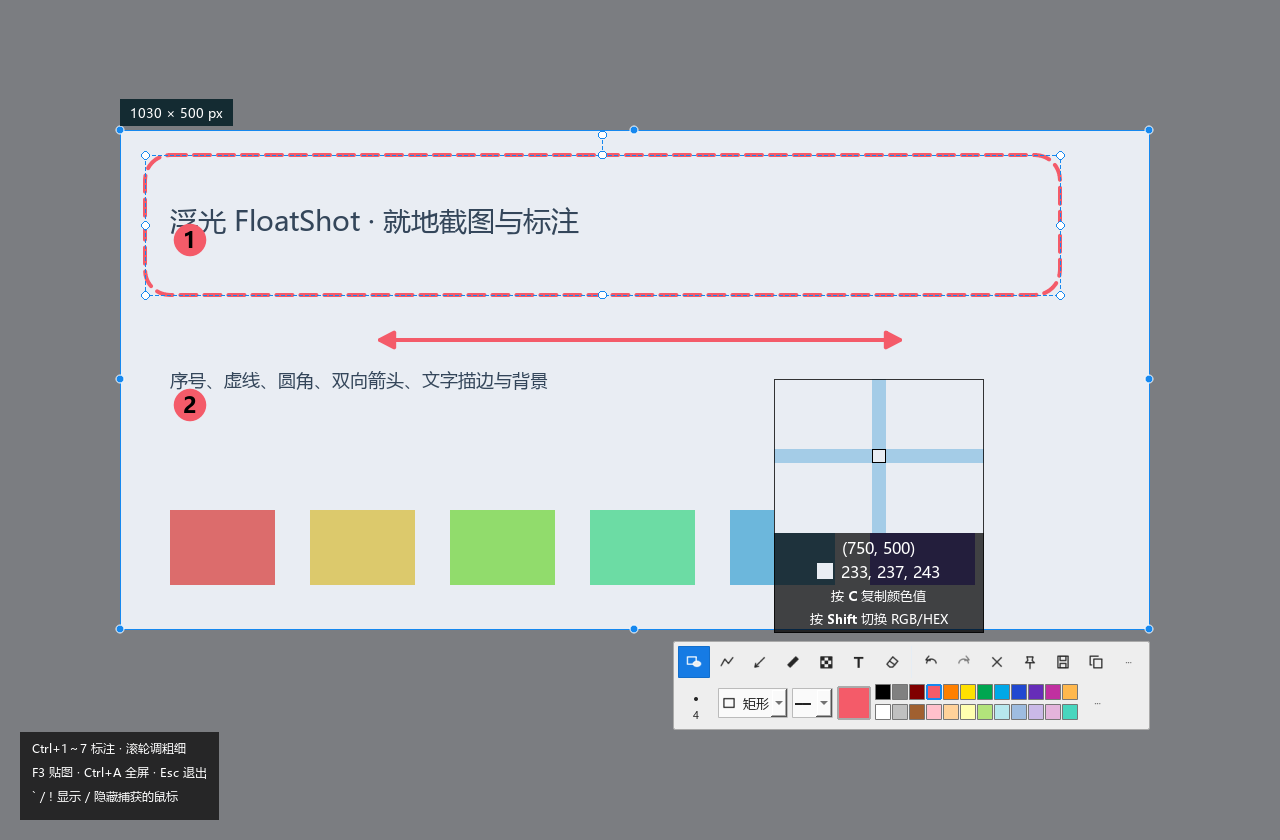 1030 × 500 px
浮光 FloatShot · 就地截图与标注
1
序号、虚线、圆角、双向箭头、文字描边与背景
2
(750, 500)
233, 237, 243
按 C 复制颜色值
按 Shift 切换 RGB/HEX
T
4
矩形
Ctrl+1~7 标注 · 滚轮调粗细
F3 贴图 · Ctrl+A 全屏 · Esc 退出
` / ! 显示 / 隐藏捕获的鼠标